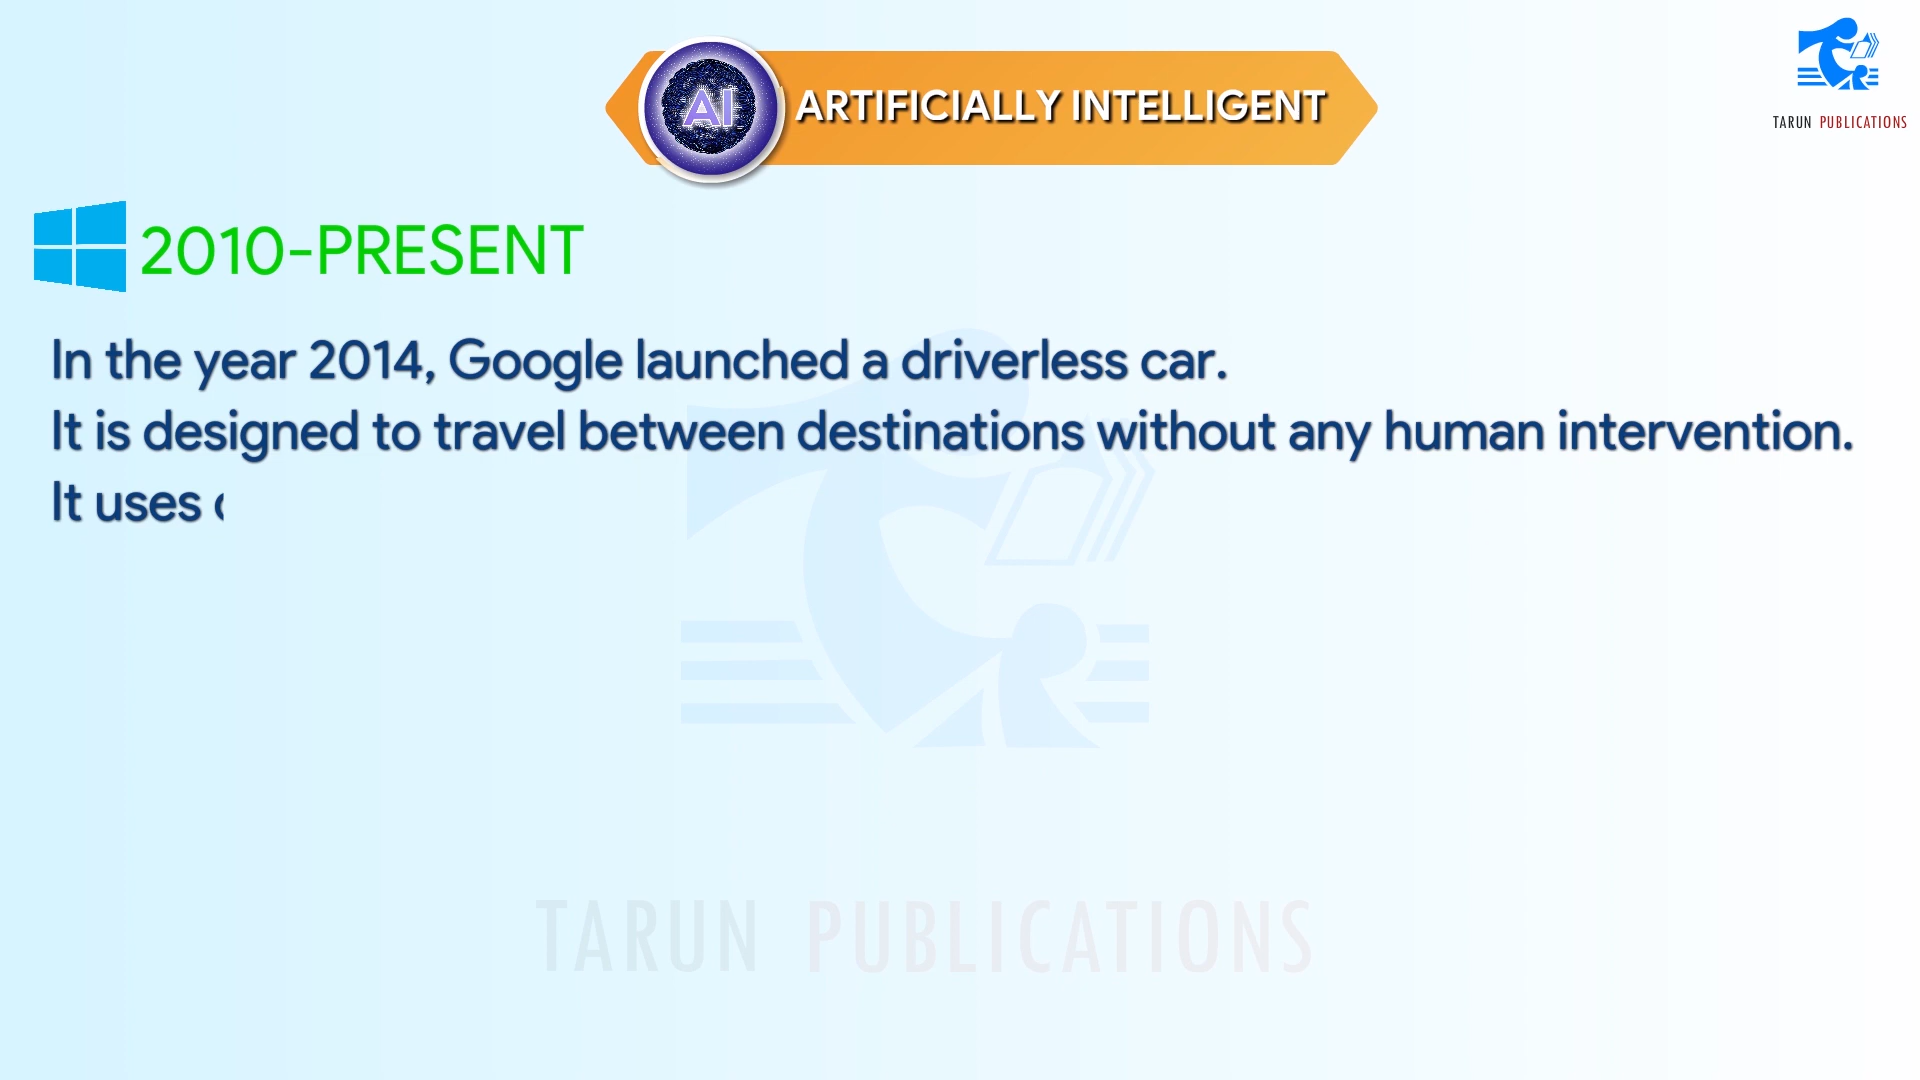 AI ARTIFICIALLY INTELLIGENT
TARUN PUBLICATIONS
2010-PRESENT
In the year 2014, Google launched a driverless car.
It is designed to travel between destinations without any human intervention.
It uses
TARUN PUBLICATIONS